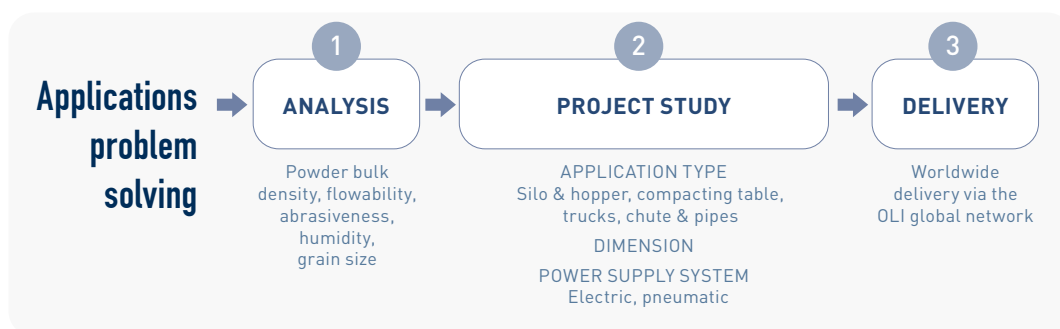 Applications
problem
solving
1
ANALYSIS
Powder bulk
density, flowability,
abrasiveness,
humidity,
grain size
2
PROJECT STUDY
APPLICATION TYPE
Silo & hopper, compacting table,
trucks, chute & pipes
DIMENSION
POWER SUPPLY SYSTEM
Electric, pneumatic
3
DELIVERY
Worldwide
delivery via the
OLI global network